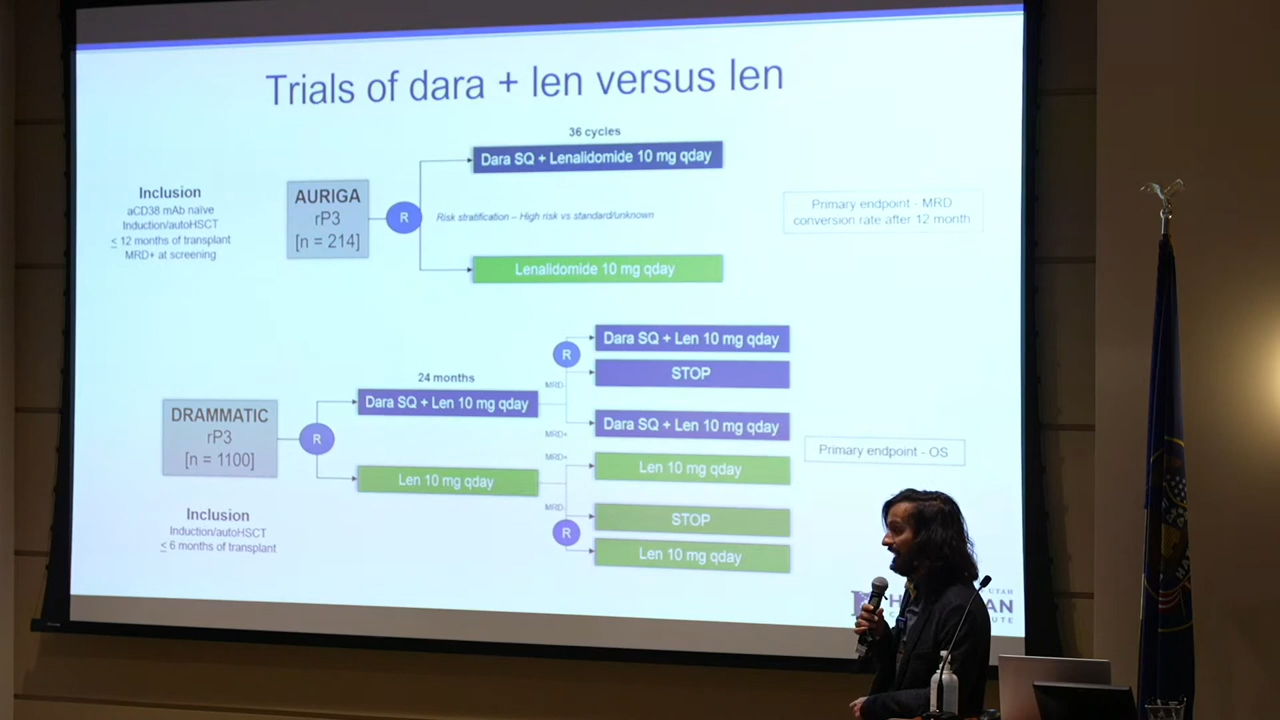 Trials of dara + len versus len
36 cycles
Dara SQ + Lenalidomide 10 mg qday
Inclusion
aCD38 mAb naïve
Induction/autoHSCT
≤ 12 months of transplant
MRD+ at screening
AURIGA
rP3
[n = 214]
R
Risk stratification – High risk vs standard/unknown
Primary endpoint - MRD
conversion rate after 12 month
Lenalidomide 10 mg qday
DRAMMATIC
rP3
[n = 1100]
R
Inclusion
Induction/autoHSCT
≤ 6 months of transplant
24 months
Dara SQ + Len 10 mg qday
Len 10 mg qday
R
MRD-
MRD+
MRD+
MRD-
R
Dara SQ + Len 10 mg qday
STOP
Dara SQ + Len 10 mg qday
Len 10 mg qday
STOP
Len 10 mg qday
Primary endpoint - OS
UTAH